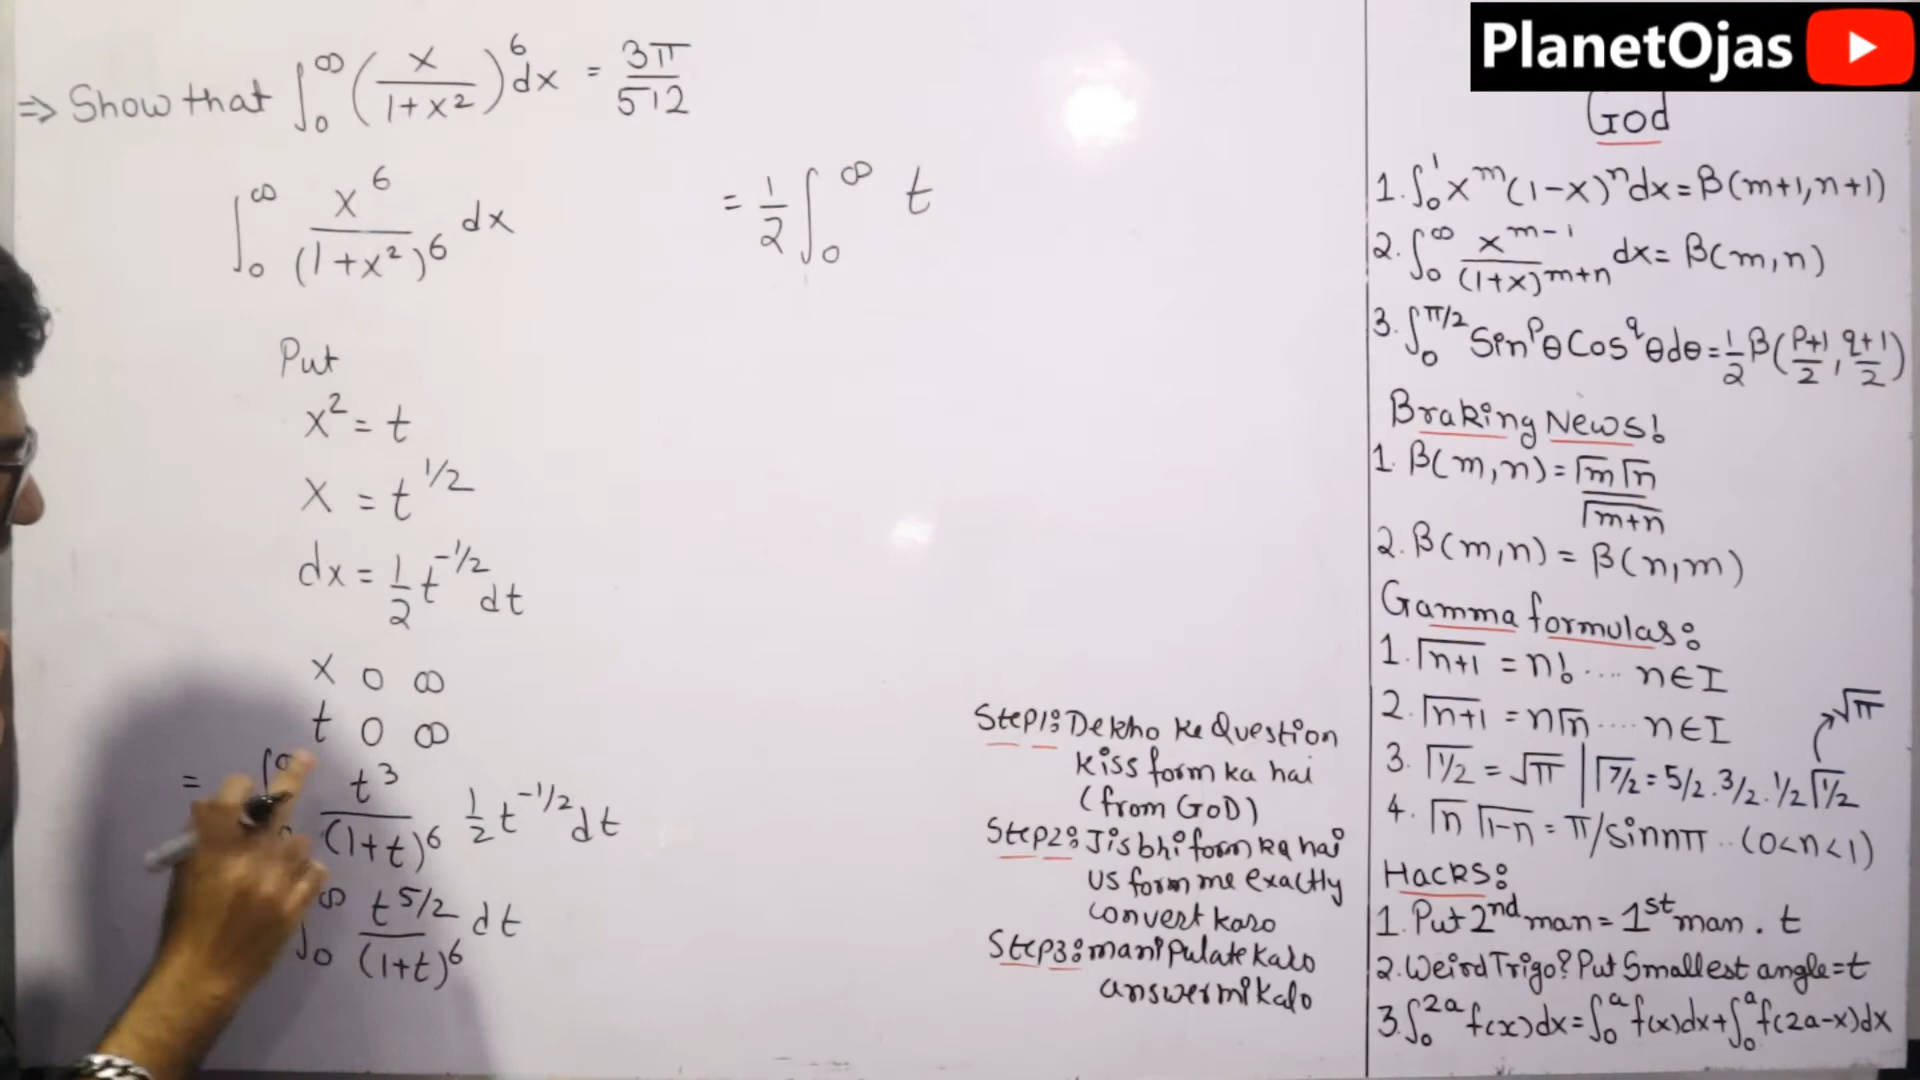 PlanetOjas
⇒ Show that ∫₀^∞ (x/(1+x²))⁶ dx = 3π/512
∫₀^∞ x⁶/(1+x²)⁶ dx
= 1/2 ∫₀^∞ t
Put
x² = t
x = t^1/2
dx = 1/2 t^-1/2 dt
x 0 ∞
t 0 ∞
= ∫ t³/(1+t)⁶ 1/2 t^-1/2 dt
∫₀^∞ t^5/2/(1+t)⁶ dt
Step1: Dekho ke Question
kiss form ka hai
(from GoD)
Step2: Jis bhi form ka hai
us form me exactly
convert karo
Step3: manipulate karo
answer nikalo
God
1. ∫₀¹ x^m (1-x)^n dx = β(m+1, n+1)
2. ∫₀^∞ x^m-1/(1+x)^m+n dx = β(m,n)
3. ∫₀^π/2 Sin^p θ Cos^q θ dθ = 1/2 β(p+1/2, q+1/2)
Braking News!
1. β(m,n) = Γm Γn/Γm+n
2. β(m,n) = β(n,m)
Gamma formulas:
1. Γn+1 = n! .... n∈I
2. Γn+1 = nΓn .... n∈I
√π
3. Γ1/2 = √π | Γ7/2 = 5/2 . 3/2 . 1/2 Γ1/2
4. Γn Γ1-n = π/sin nπ .. (0<n<1)
Hacks:
1. Put 2nd man = 1st man . t
2. Weird Trigo? Put Smallest angle = t
3. ∫₀^2a f(x)dx = ∫₀^a f(x)dx + ∫₀^a f(2a-x)dx